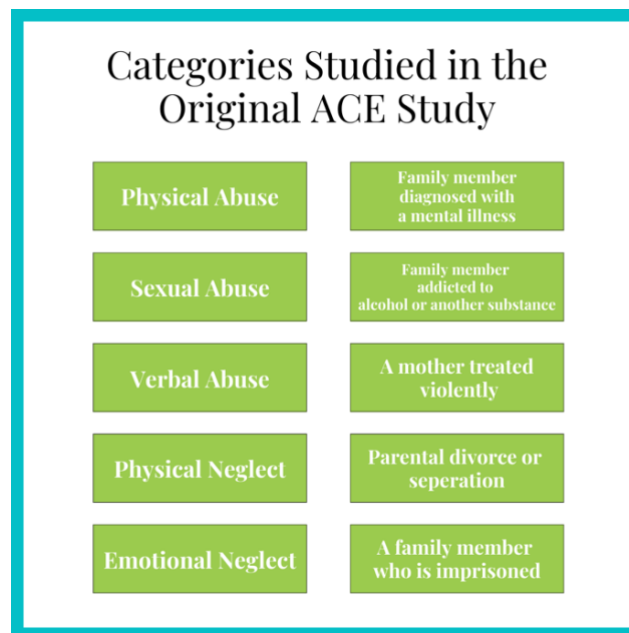 Categories Studied in the
Original ACE Study
Physical Abuse
Family member
diagnosed with
a mental illness
Sexual Abuse
Family member
addicted to
alcohol or another substance
Verbal Abuse
A mother treated
violently
Physical Neglect
Parental divorce or
seperation
Emotional Neglect
A family member
who is imprisoned